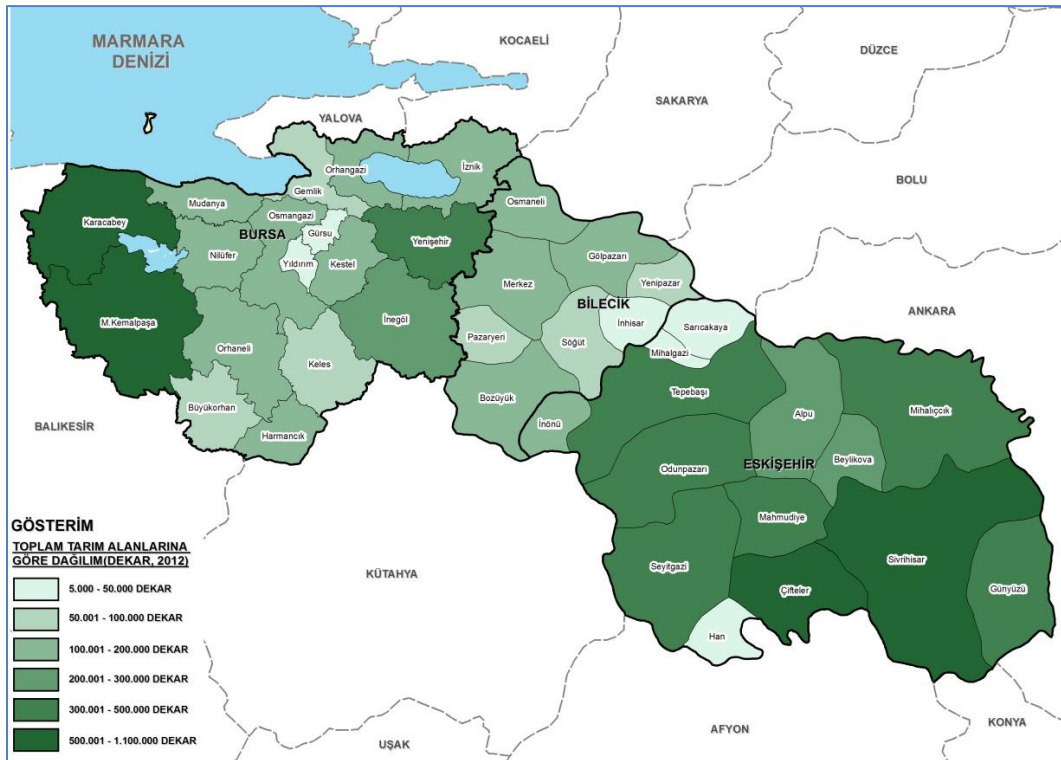 MARMARA
DENİZİ
KOCAELİ
DÜZCE
SAKARYA
YALOVA
BOLU
İznik
Orhangazi
Gemlik
Mudanya
Osmaneli
Osmangazi
Karacabey
BURSA
Gürsu
Yenişehir
Gölpazarı
Nilüfer
Yıldırım
Kestel
Merkez
Yenipazar
BİLECİK
ANKARA
İnegöl
İnhisar
Sarıcakaya
M.Kemalpaşa
Pazaryeri
Söğüt
Orhaneli
Mihalgazi
Keles
Tepebaşı
Büyükorhan
Bozüyük
Alpu
Mihalıçcık
BALIKESİR
Harmancık
İnönü
Beylikova
Odunpazarı
ESKİŞEHİR
Mahmudiye
GÖSTERİM
TOPLAM TARIM ALANLARINA
GÖRE DAĞILIM(DEKAR, 2012)
5.000 - 50.000 DEKAR
50.001 - 100.000 DEKAR
100.001 - 200.000 DEKAR
200.001 - 300.000 DEKAR
300.001 - 500.000 DEKAR
500.001 - 1.100.000 DEKAR
KÜTAHYA
Seyitgazi
Sivrihisar
Çifteler
Günyüzü
Han
UŞAK
AFYON
KONYA